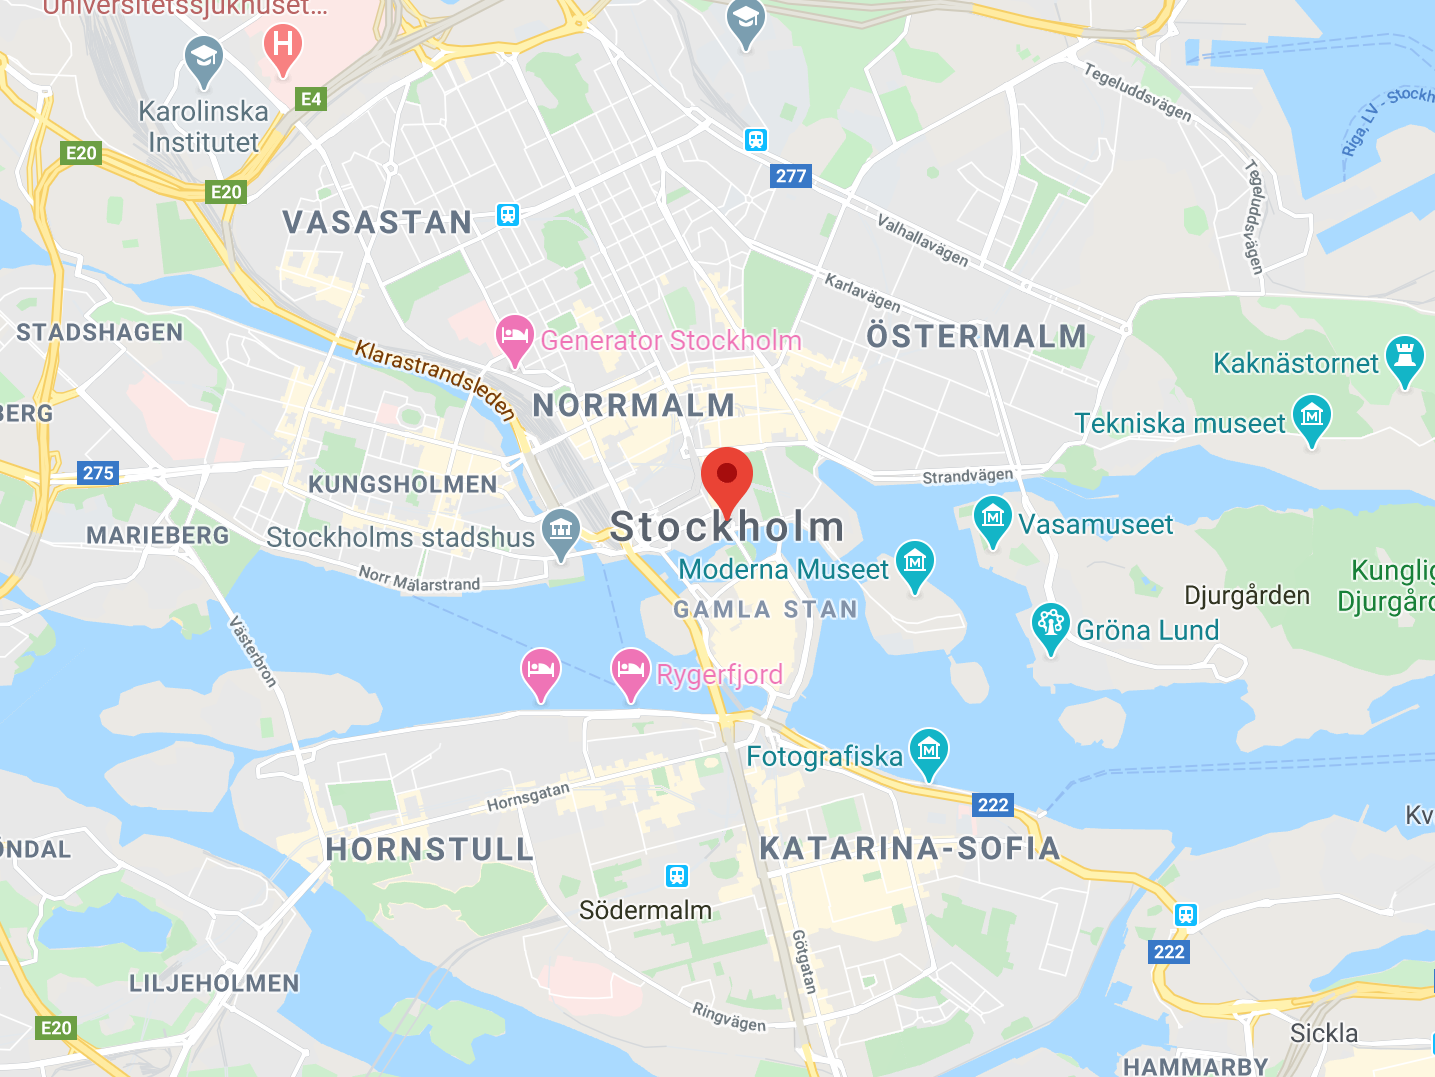 Universitetssjukhuset...
Karolinska
Institutet
E4
E20
E20
277
Tegeluddsvägen
Riga, LV - Stockh
Tegeluddsvägen
VASASTAN
Valhallavägen
Karlavägen
STADSHAGEN
Klarastrandsleden
Generator Stockholm
ÖSTERMALM
Kaknästornet
BERG
NORRMALM
Tekniska museet
275
KUNGSHOLMEN
Strandvägen
MARIEBERG
Stockholms stadshus
Stockholm
Vasamuseet
Norr Mälarstrand
Moderna Museet
GAMLA STAN
Djurgården
Kunglig
Djurgård
Västerbron
Gröna Lund
Rygerfjord
Fotografiska
Hornsgatan
222
Kv
ÖNDAL
HORNSTULL
KATARINA-SOFIA
Södermalm
222
LILJEHOLMEN
Götgatan
Ringvägen
E20
Sickla
HAMMARBY